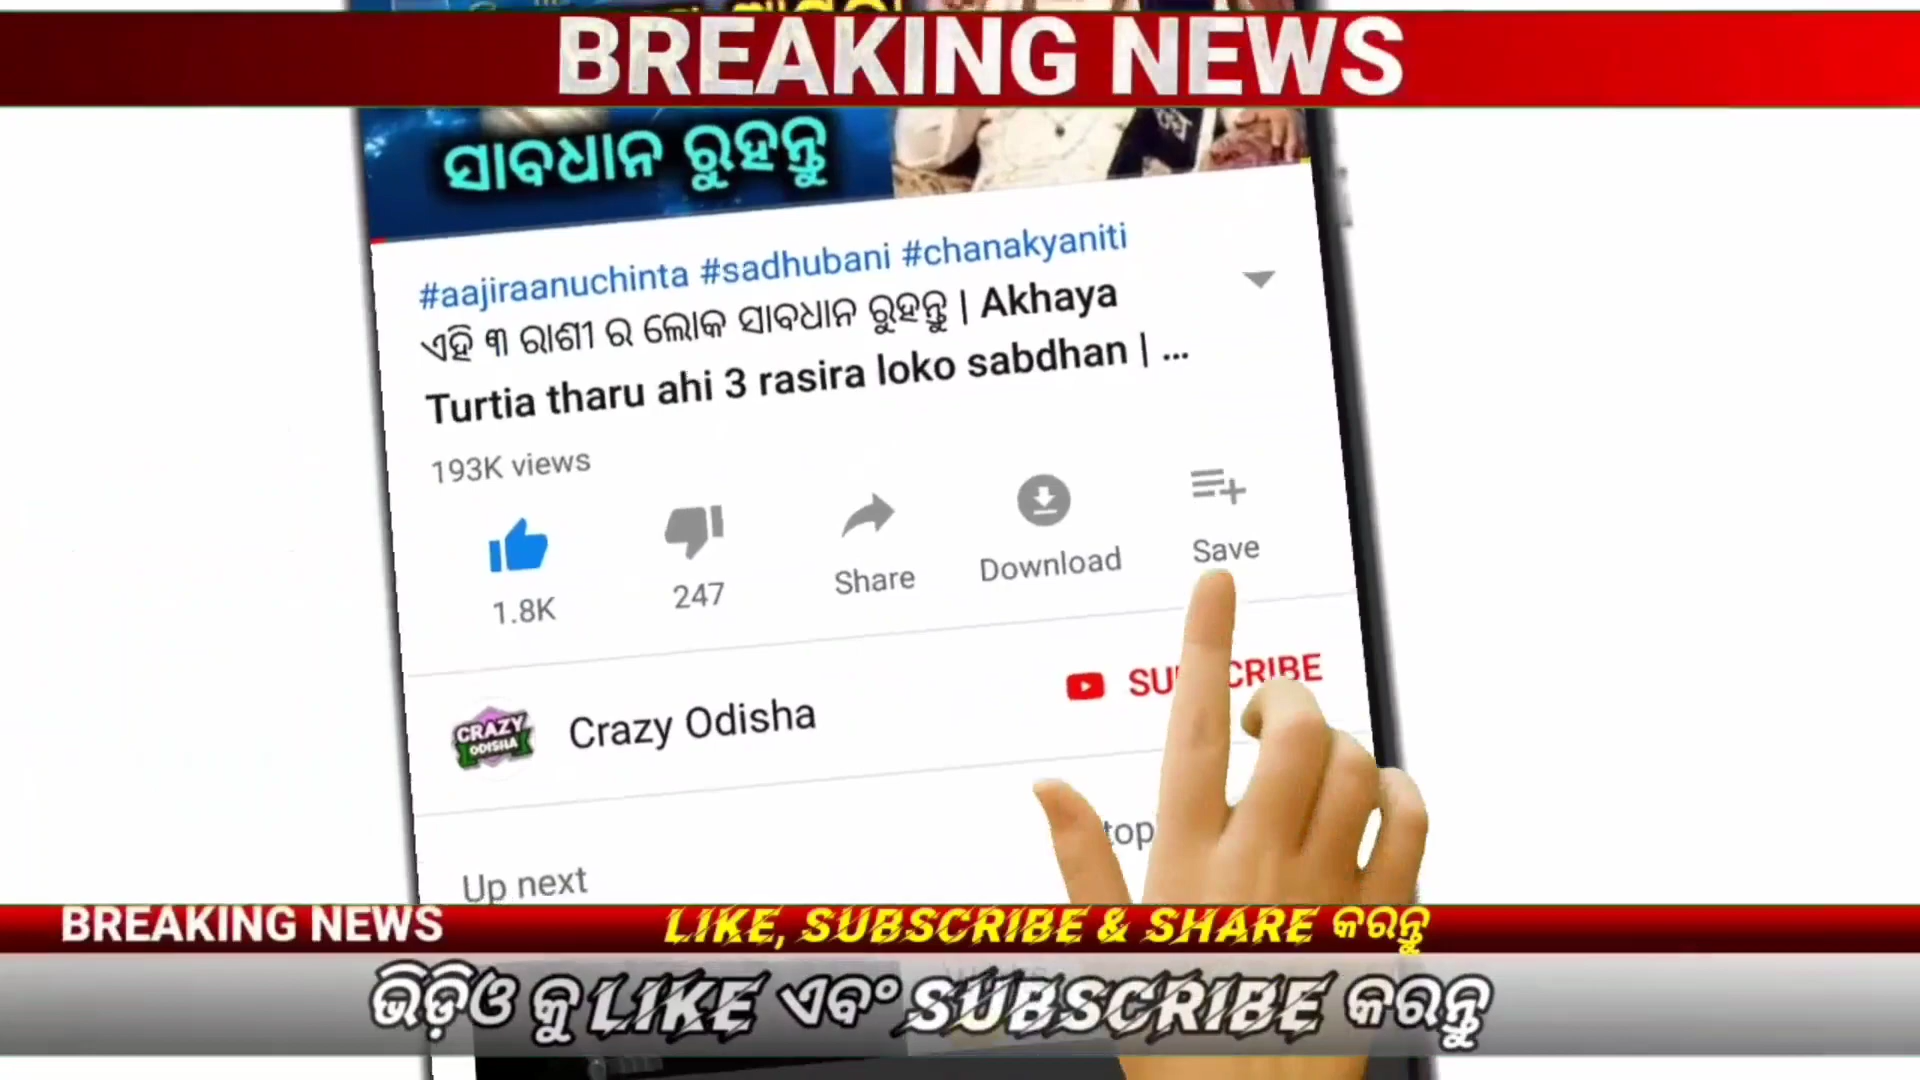 BREAKING NEWS
ସାବଧାନ ରୁହନ୍ତୁ
#aajiraanuchinta #sadhubani #chanakyaniti
ଏହି ୩ ରାଶୀ ର ଲୋକ ସାବଧାନ ରୁହନ୍ତୁ | Akhaya
Turtia tharu ahi 3 rasira loko sabdhan | ...
193K views
1.8K
247
Share
Download
Save
CRAZY
ODISHA
Crazy Odisha
Up next
BREAKING NEWS
LIKE, SUBSCRIBE & SHARE କରନ୍ତୁ
ଭିଡ଼ିଓ କୁ LIKE ଏବଂ SUBSCRIBE କରନ୍ତୁ